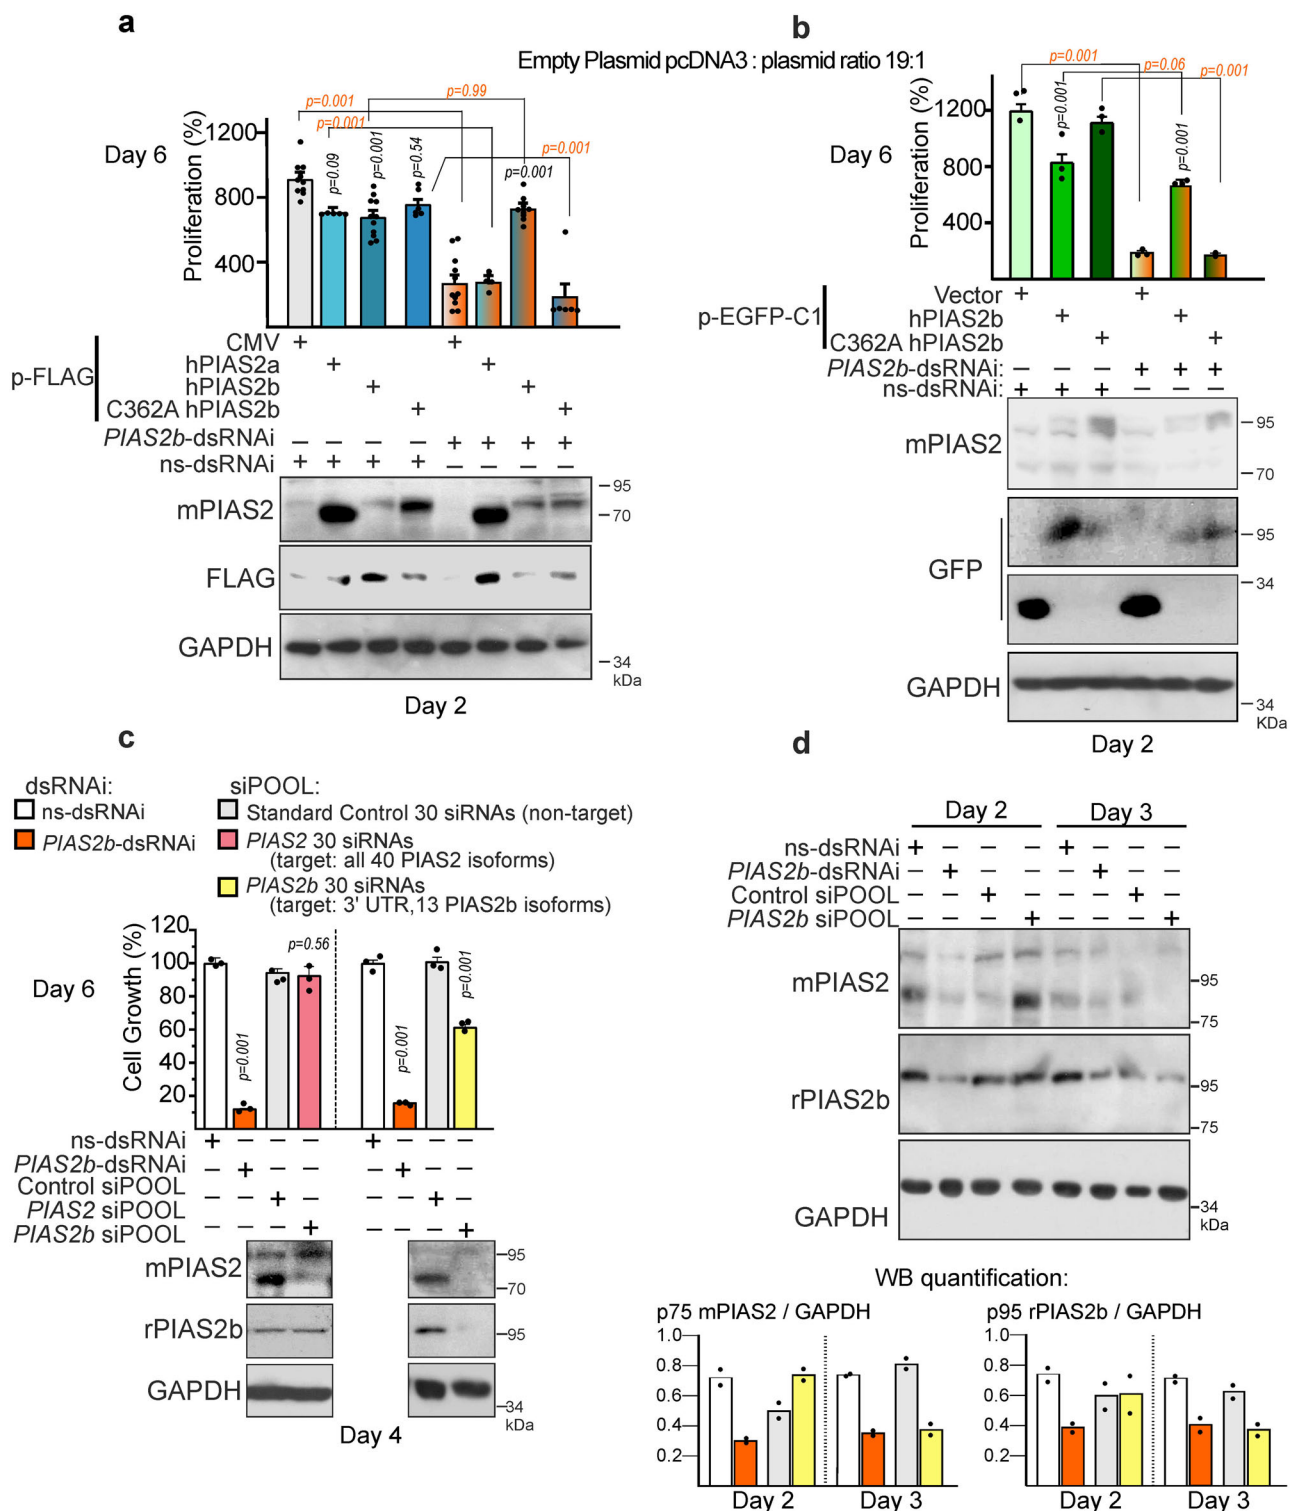 a
b
Empty Plasmid pcDNA3 : plasmid ratio 19:1
Day 6
Proliferation (%)
1200
800
400
p=0.001
p=0.001
p=0.99
p=0.001
p=0.09
p=0.001
p=0.54
p=0.001
p-FLAG
CMV + +
hPIAS2a + +
hPIAS2b + +
C362A hPIAS2b + +
PIAS2b-dsRNAi — — — — + + + +
ns-dsRNAi + + + + — — — —
mPIAS2
–95
–70
FLAG
GAPDH
–34
kDa
Day 2
Day 6
Proliferation (%)
1200
800
400
p=0.001
p=0.06
p=0.001
p=0.001
p=0.001
p-EGFP-C1
Vector + +
hPIAS2b + +
C362A hPIAS2b + +
PIAS2b-dsRNAi: — — — + + +
ns-dsRNAi: + + + — — —
mPIAS2
–95
–70
GFP
–95
–34
GAPDH
–34
KDa
Day 2
c
dsRNAi:
ns-dsRNAi
PIAS2b-dsRNAi
siPOOL:
Standard Control 30 siRNAs (non-target)
PIAS2 30 siRNAs
(target: all 40 PIAS2 isoforms)
PIAS2b 30 siRNAs
(target: 3' UTR,13 PIAS2b isoforms)
Day 6
Cell Growth (%)
120
100
80
60
40
20
p=0.001
p=0.56
p=0.001
p=0.001
ns-dsRNAi + — — — + — — —
PIAS2b-dsRNAi — + — — — + — —
Control siPOOL — — + — — — + —
PIAS2 siPOOL
PIAS2b siPOOL — — — + — — — +
mPIAS2
–95
–70
rPIAS2b
–95
GAPDH
–34
kDa
Day 4
d
Day 2 Day 3
ns-dsRNAi + — — — + — — —
PIAS2b-dsRNAi — + — — — + — —
Control siPOOL — — + — — — + —
PIAS2b siPOOL — — — + — — — +
mPIAS2
–95
–75
rPIAS2b
–95
–75
GAPDH
–34
kDa
WB quantification:
p75 mPIAS2 / GAPDH
1.0
0.8
0.6
0.4
0.2
Day 2 Day 3
p95 rPIAS2b / GAPDH
1.0
0.8
0.6
0.4
0.2
Day 2 Day 3